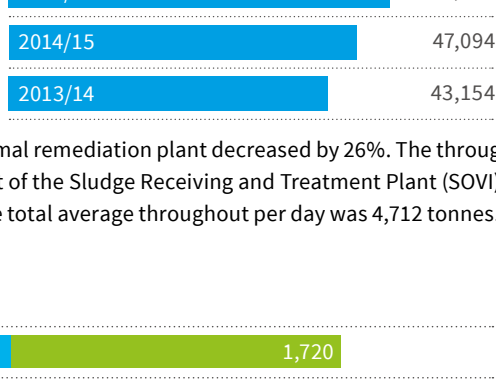 2014/15 47,094
2013/14 43,154
mal remediation plant decreased by 26%. The throug
t of the Sludge Receiving and Treatment Plant (SOVI)
e total average throughout per day was 4,712 tonnes.
1,720